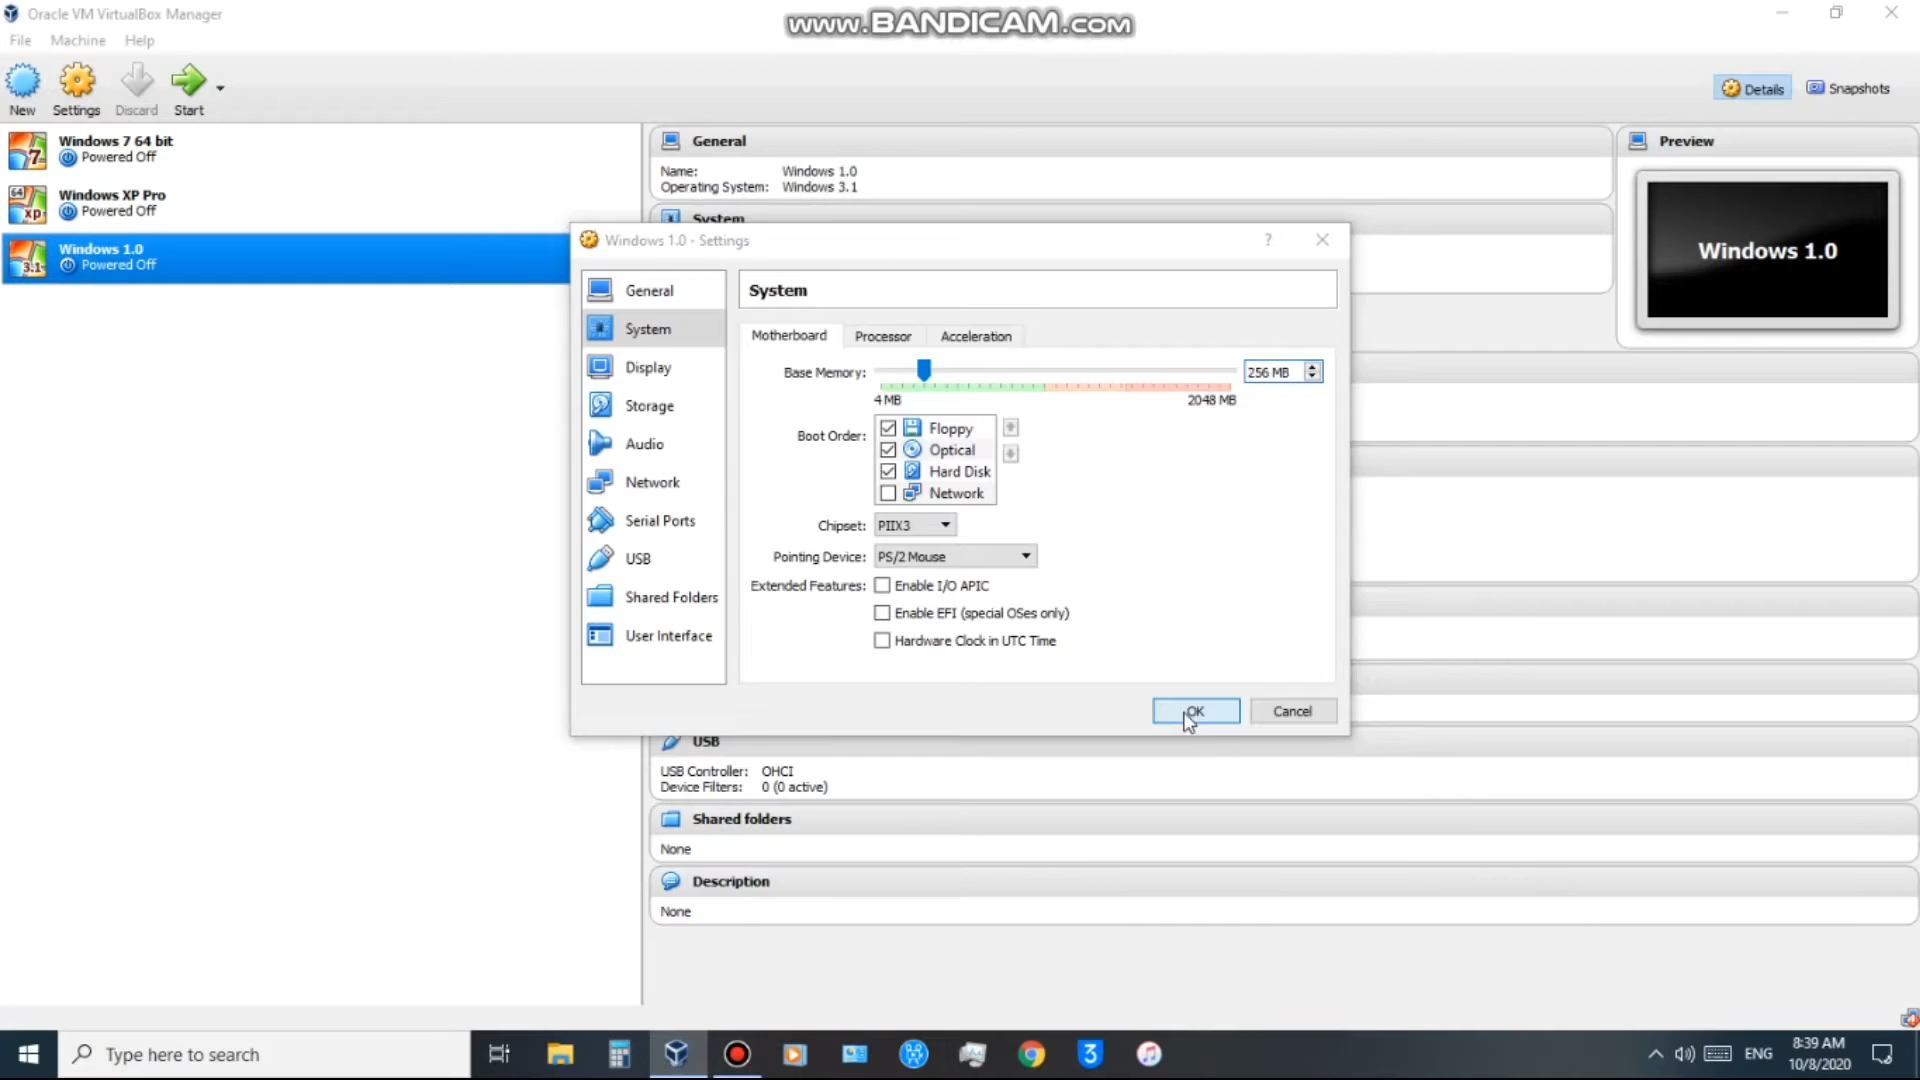 Oracle VM VirtualBox Manager
www.BANDICAM.com
File Machine Help
New Settings Discard Start
Details Snapshots
Windows 7 64 bit
Powered Off
64
XP
Windows XP Pro
Powered Off
3.1
Windows 1.0
Powered Off
General
Name: Windows 1.0
Operating System: Windows 3.1
System
Preview
Windows 1.0
Windows 1.0 - Settings
?
General
System
Display
Storage
Audio
Network
Serial Ports
USB
Shared Folders
User Interface
System
Motherboard Processor Acceleration
Base Memory: 256 MB
4 MB 2048 MB
Boot Order:
Floppy
Optical
Hard Disk
Network
Chipset: PIIX3
Pointing Device: PS/2 Mouse
Extended Features: Enable I/O APIC
Enable EFI (special OSes only)
Hardware Clock in UTC Time
OK Cancel
USB
USB Controller: OHCI
Device Filters: 0 (0 active)
Shared folders
None
Description
None
Type here to search
3
ENG
8:39 AM
10/8/2020